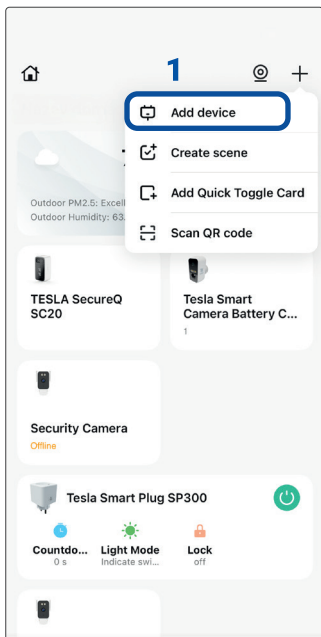 1
Add device
Create scene
Add Quick Toggle Card
Scan QR code
Outdoor PM2.5: Excell
Outdoor Humidity: 63.
TESLA SecureQ
SC20
Tesla Smart
Camera Battery C...
1
Security Camera
Offline
Tesla Smart Plug SP300
Countdo...
0 s
Light Mode
Indicate swi...
Lock
off